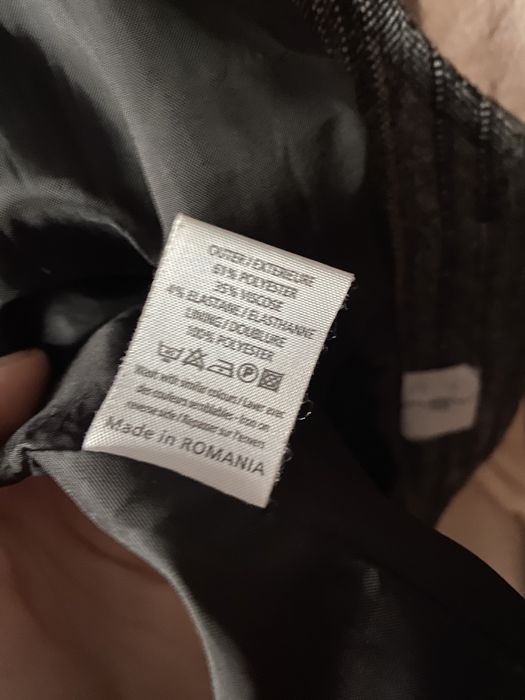 OUTER / EXTERIEURE
61% POLYESTER
35% VISCOSE
4% ELASTANE / ELASTHANNE
LINING / DOUBLURE
100% POLYESTER
P
Wash with similar colours / Laver avec
des couleurs semblables - Iron on
reverse side / Repasser sur l'envers
Made in ROMANIA